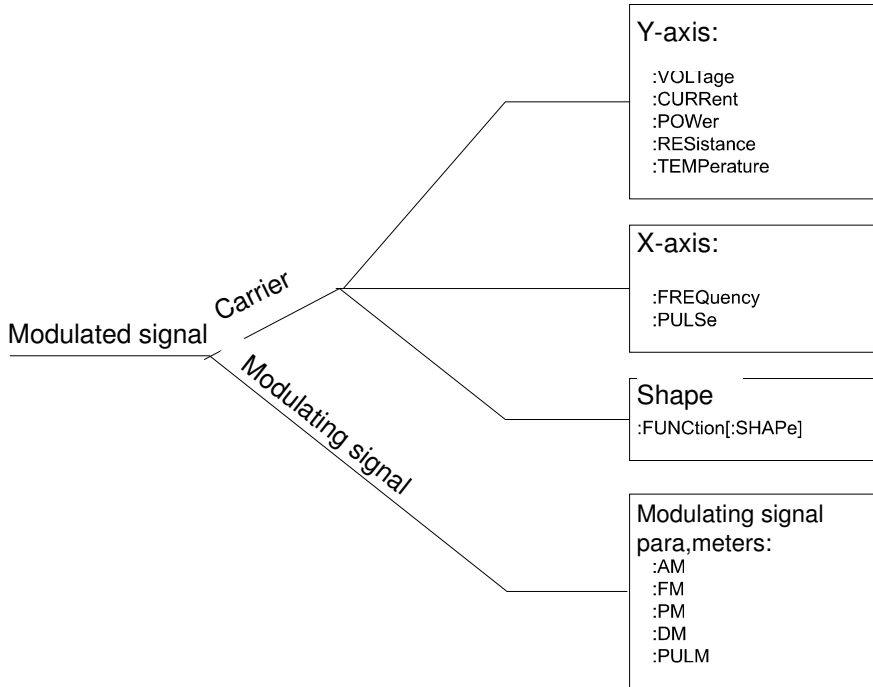 Y-axis:
:VOLTage
:CURRent
:POWer
:RESistance
:TEMPerature
X-axis:
:FREQuency
:PULSe
Carrier
Modulated signal
Modulating signal
Shape
:FUNCtion[:SHAPe]
Modulating signal
para,meters:
:AM
:FM
:PM
:DM
:PULM